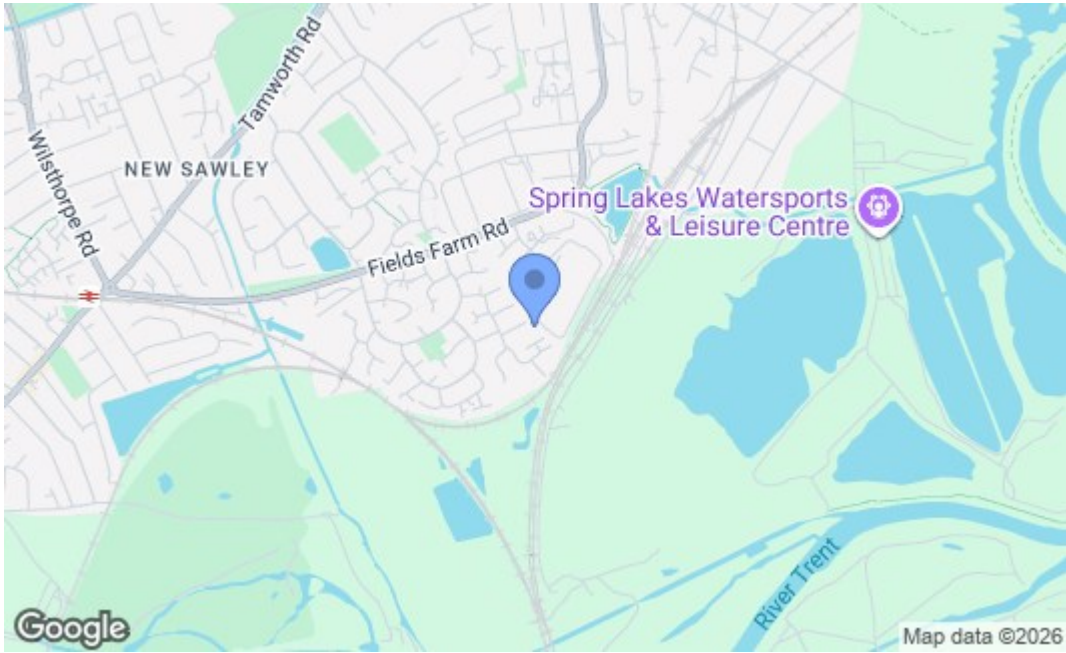 Tamworth Rd
Wilsthorpe Rd
NEW SAWLEY
Spring Lakes Watersports
& Leisure Centre
Fields Farm Rd
River Trent
Google
Map data ©2026